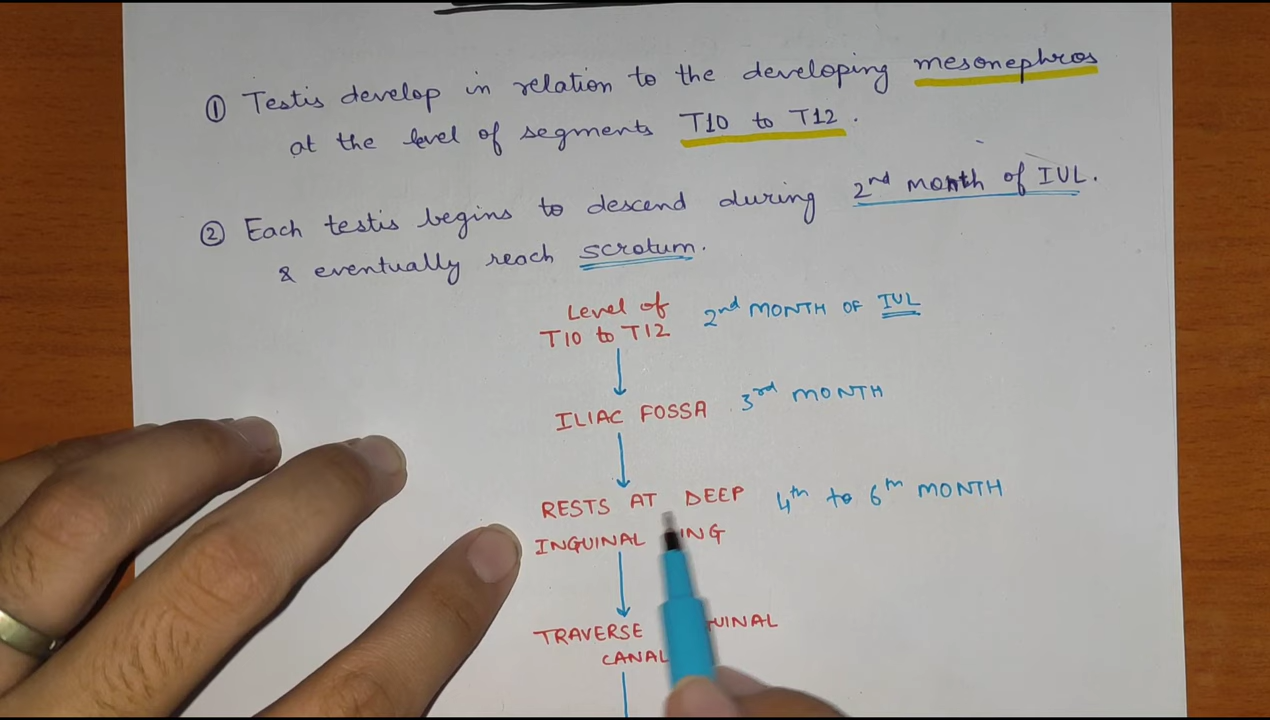 ① Testis develop in relation to the developing mesonephros
at the level of segments T10 to T12.
② Each testis begins to descend during 2nd month of IUL.
& eventually reach scrotum.
Level of
T10 to T12
2nd MONTH OF IUL
ILIAC FOSSA
3rd MONTH
RESTS AT DEEP
INGUINAL
4th to 6th MONTH
TRAVERSE
CANAL